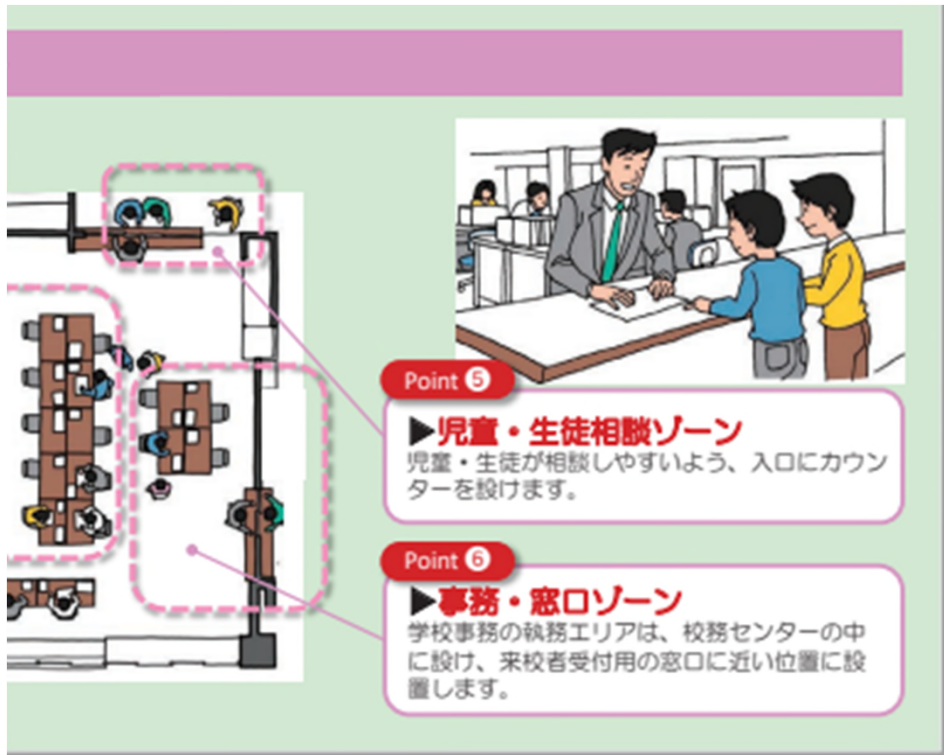 Point ❺
▶児童・生徒相談ゾーン
児童・生徒が相談しやすいよう、入口にカウン
ターを設けます。
Point ❻
▶事務・窓口ゾーン
学校事務の執務エリアは、校務センターの中
に設け、来校者受付用の窓口に近い位置に設
置します。